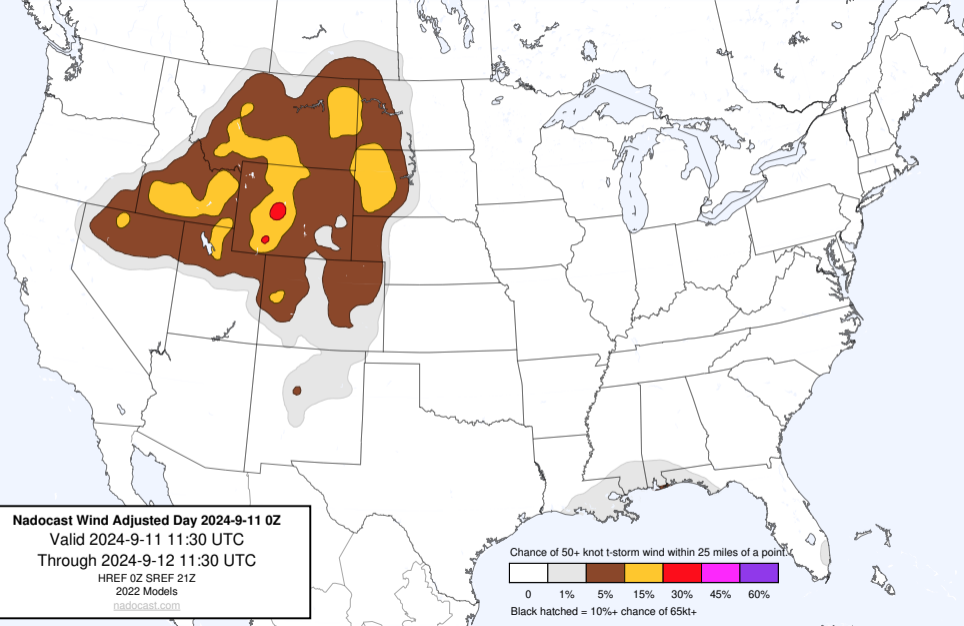 Nadocast Wind Adjusted Day 2024-9-11 0Z
Valid 2024-9-11 11:30 UTC
Through 2024-9-12 11:30 UTC
HREF 0Z SREF 21Z
2022 Models
nadocast.com
Chance of 50+ knot t-storm wind within 25 miles of a point.
0 1% 5% 15% 30% 45% 60%
Black hatched = 10%+ chance of 65kt+